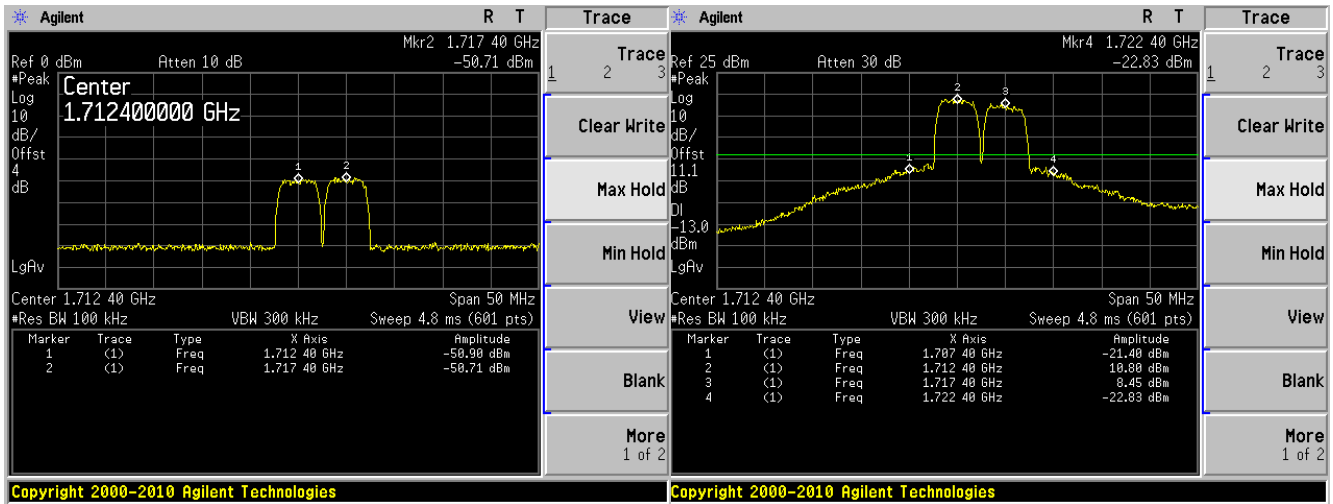 Agilent R T Trace
Mkr2 1.717 40 GHz
Ref 0 dBm Atten 10 dB -50.71 dBm
#Peak
Log
10
dB/
Offst
4
dB
LgAv
Center
1.712400000 GHz
1
2
Center 1.712 40 GHz Span 50 MHz
#Res BW 100 kHz VBW 300 kHz Sweep 4.8 ms (601 pts)
Marker Trace Type X Axis Amplitude
1 (1) Freq 1.712 40 GHz -50.90 dBm
2 (1) Freq 1.717 40 GHz -50.71 dBm
Trace
1 2 3
Clear Write
Max Hold
Min Hold
View
Blank
More
1 of 2
Copyright 2000-2010 Agilent Technologies
Agilent R T Trace
Mkr4 1.722 40 GHz
Ref 25 dBm Atten 30 dB -22.83 dBm
#Peak
Log
10
dB/
Offst
11.1
dB
DI
-13.0
dBm
LgAv
1
2
3
4
Center 1.712 40 GHz Span 50 MHz
#Res BW 100 kHz VBW 300 kHz Sweep 4.8 ms (601 pts)
Marker Trace Type X Axis Amplitude
1 (1) Freq 1.707 40 GHz -21.40 dBm
2 (1) Freq 1.712 40 GHz 10.80 dBm
3 (1) Freq 1.717 40 GHz 8.45 dBm
4 (1) Freq 1.722 40 GHz -22.83 dBm
Trace
1 2 3
Clear Write
Max Hold
Min Hold
View
Blank
More
1 of 2
Copyright 2000-2010 Agilent Technologies